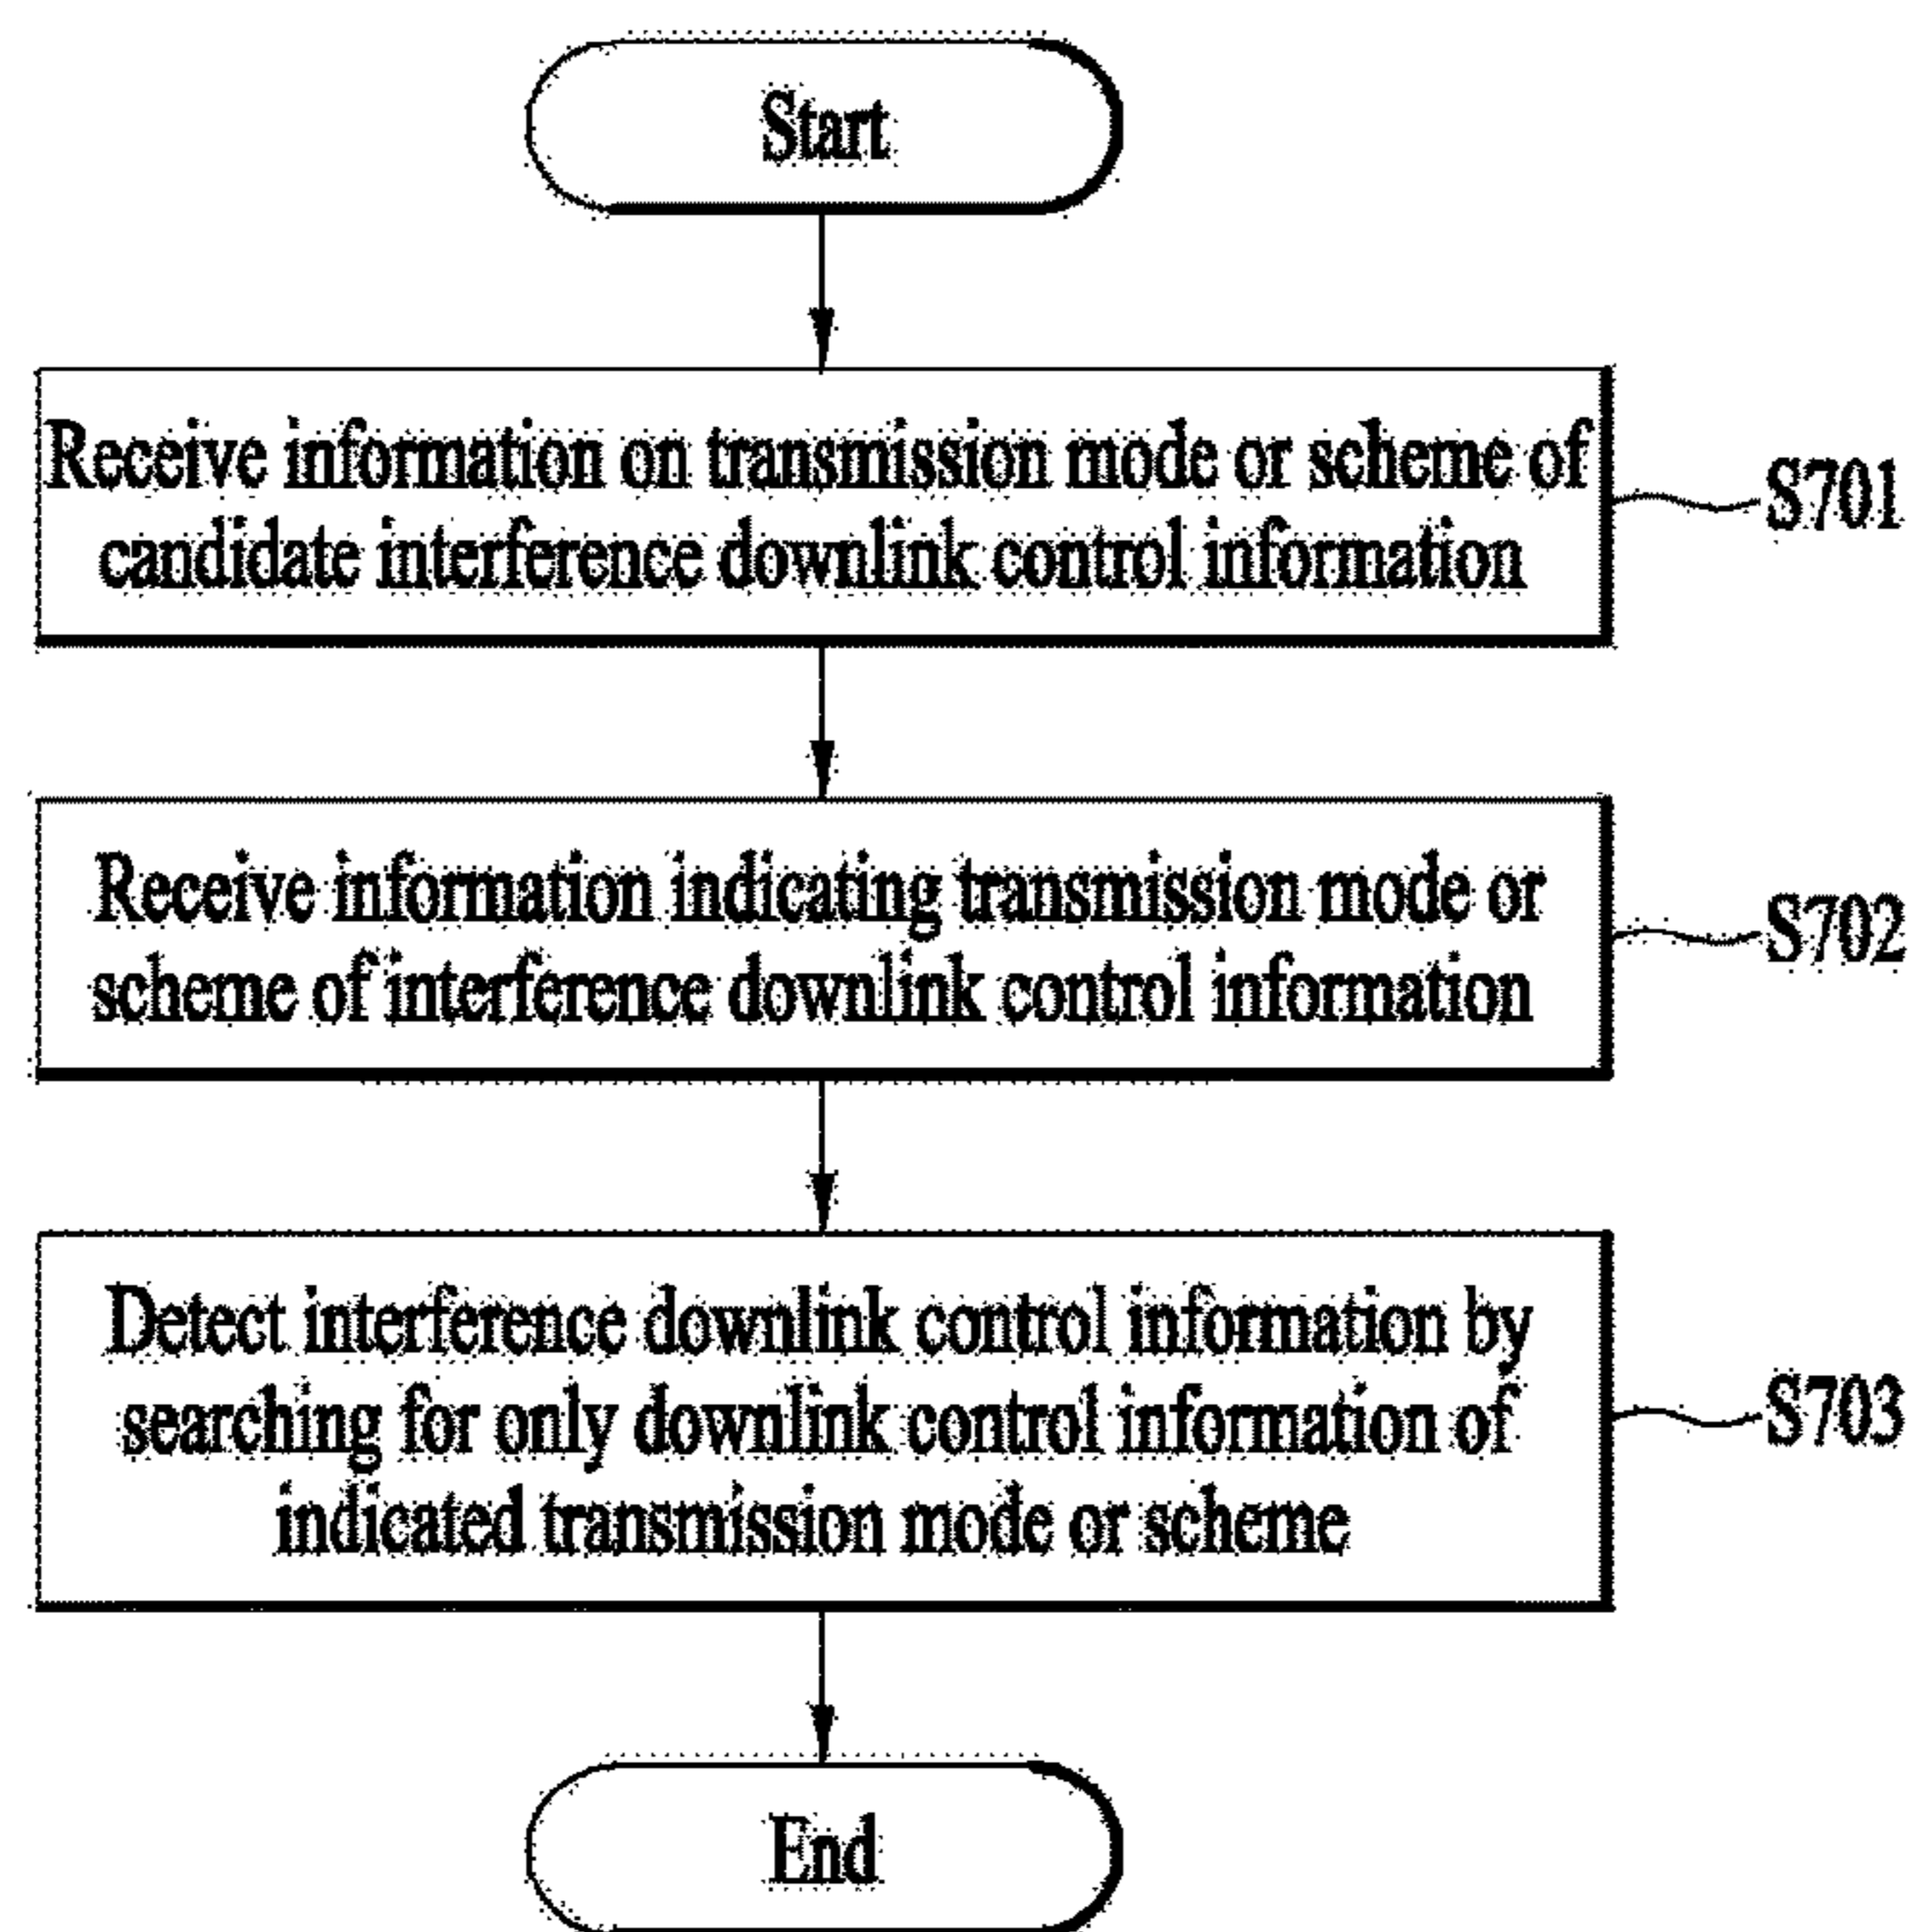 Start
Receive information on transmission mode or scheme of
candidate interference downlink control information
S701
Receive information indicating transmission mode or
scheme of interference downlink control information
S702
Detect interference downlink control information by
searching for only downlink control information of
indicated transmission mode or scheme
S703
End